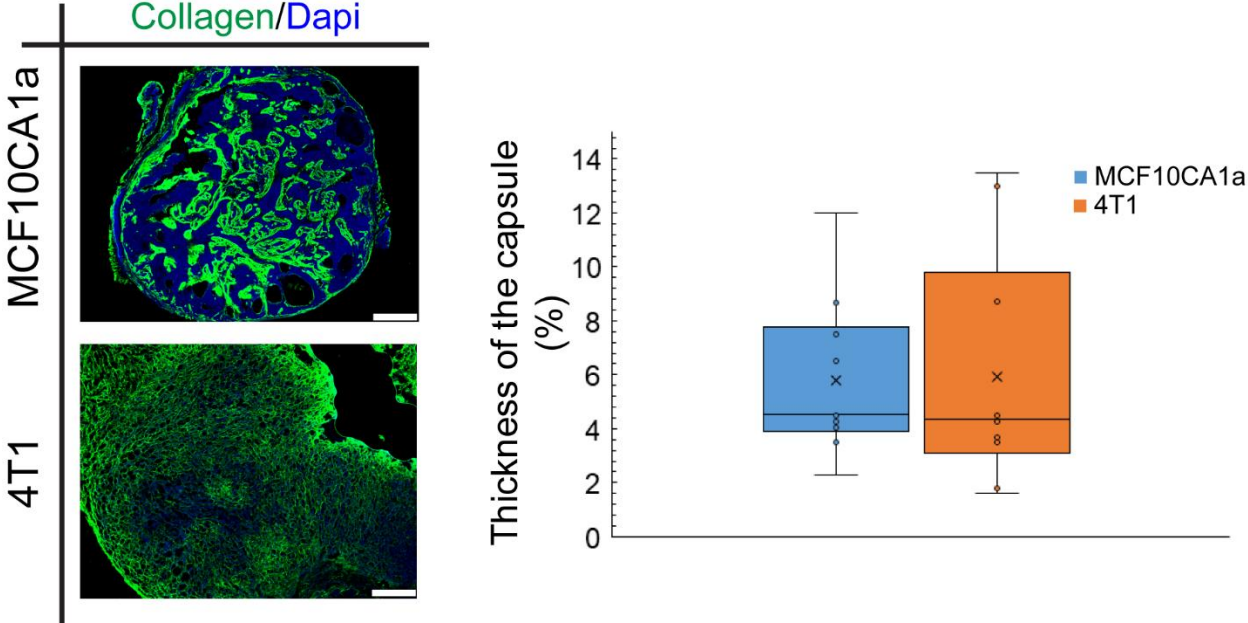 Collagen/Dapi
MCF10CA1a
4T1
Thickness of the capsule
(%)
14
12
10
8
6
4
2
0
MCF10CA1a
4T1